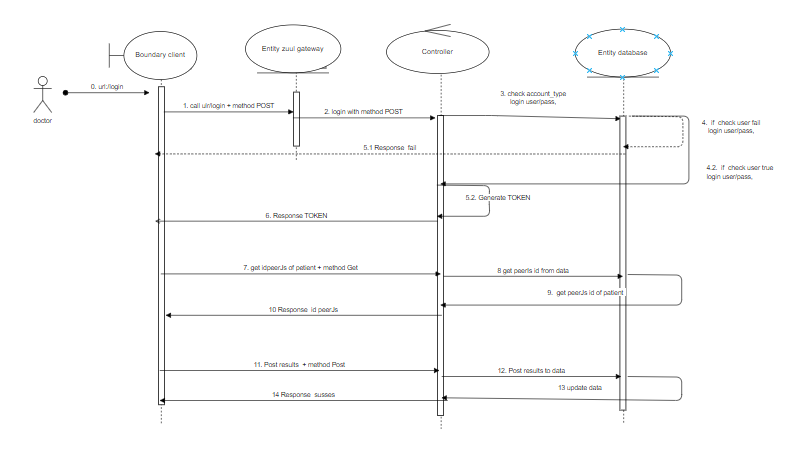 Boundary client
Entity zuul gateway
Controller
Entity database
doctor
0. url:/login
1. call uir/login + method POST
2. login with method POST
3. check account_type
login user/pass,
4. if check user fail
login user/pass,
5.1 Response fail
4.2. if check user true
login user/pass,
5.2. Generate TOKEN
6. Response TOKEN
7. get idpeerJs of patient + method Get
8 get peerIs id from data
9. get peerJs id of patient
10 Response id peerJs
11. Post results + method Post
12. Post results to data
13 update data
14 Response susses